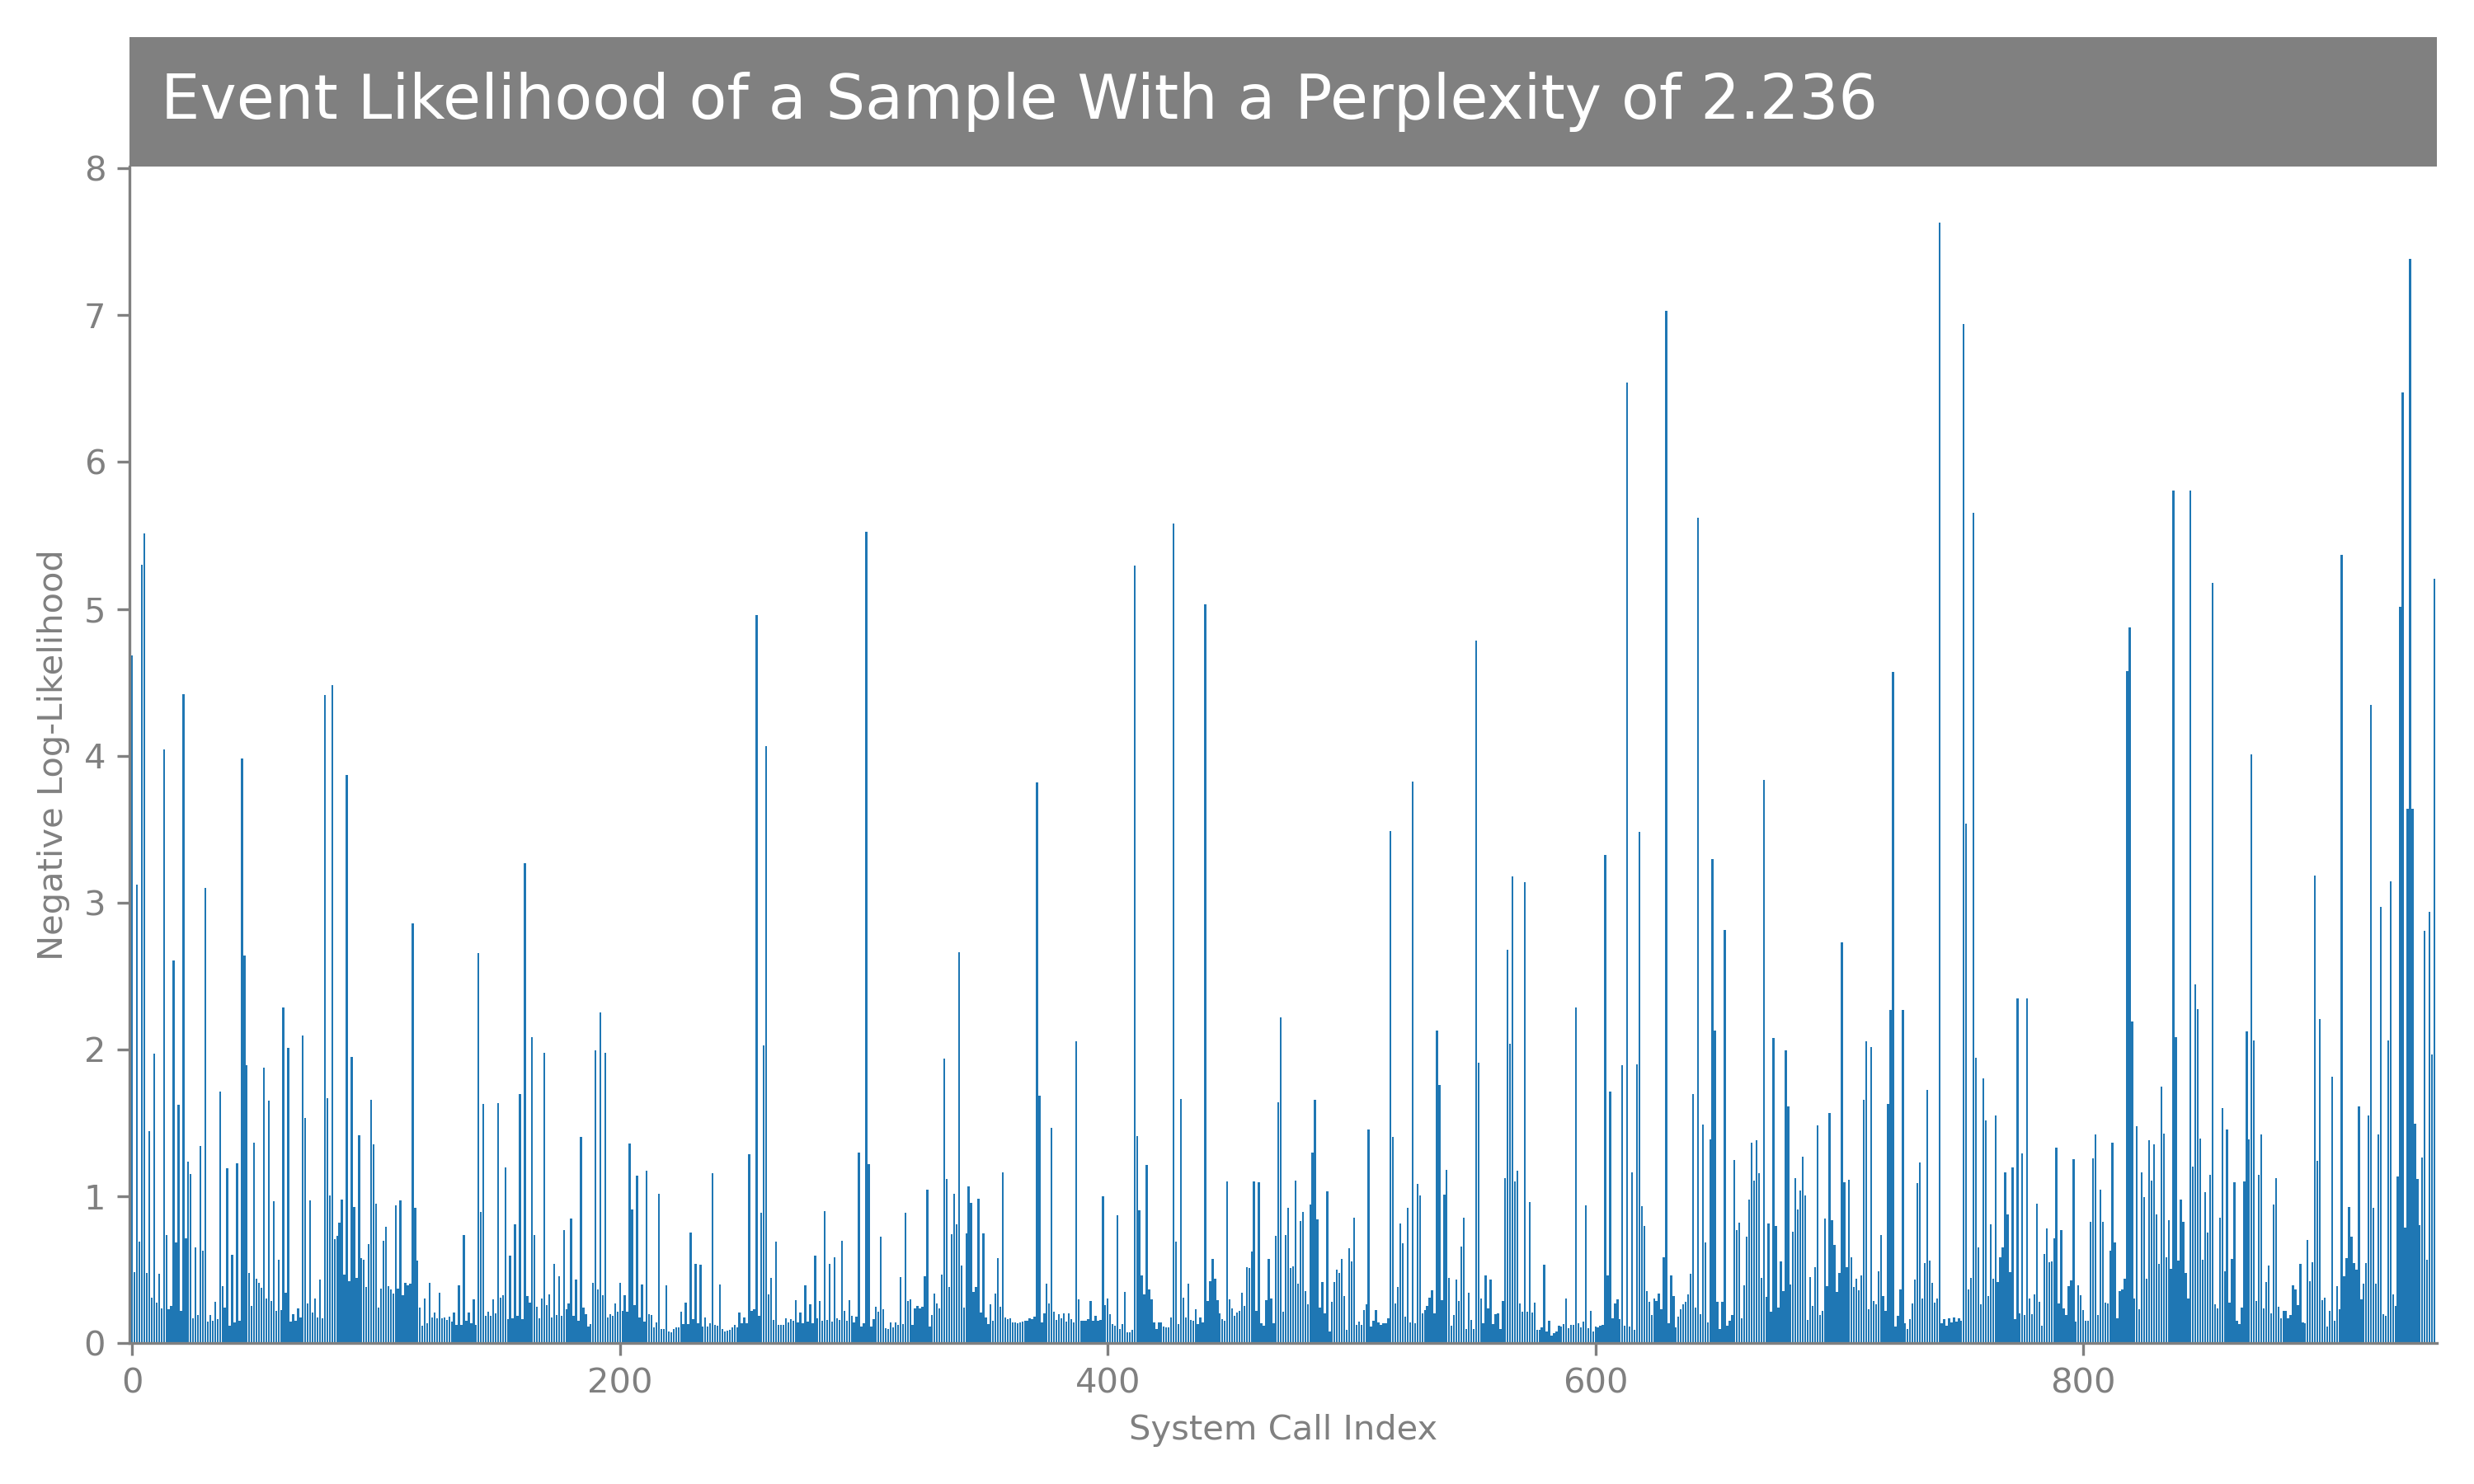 Event Likelihood of a Sample With a Perplexity of 2.236
8
7
6
5
4
3
2
1
0
Negative Log-Likelihood
0 200 400 600 800
System Call Index